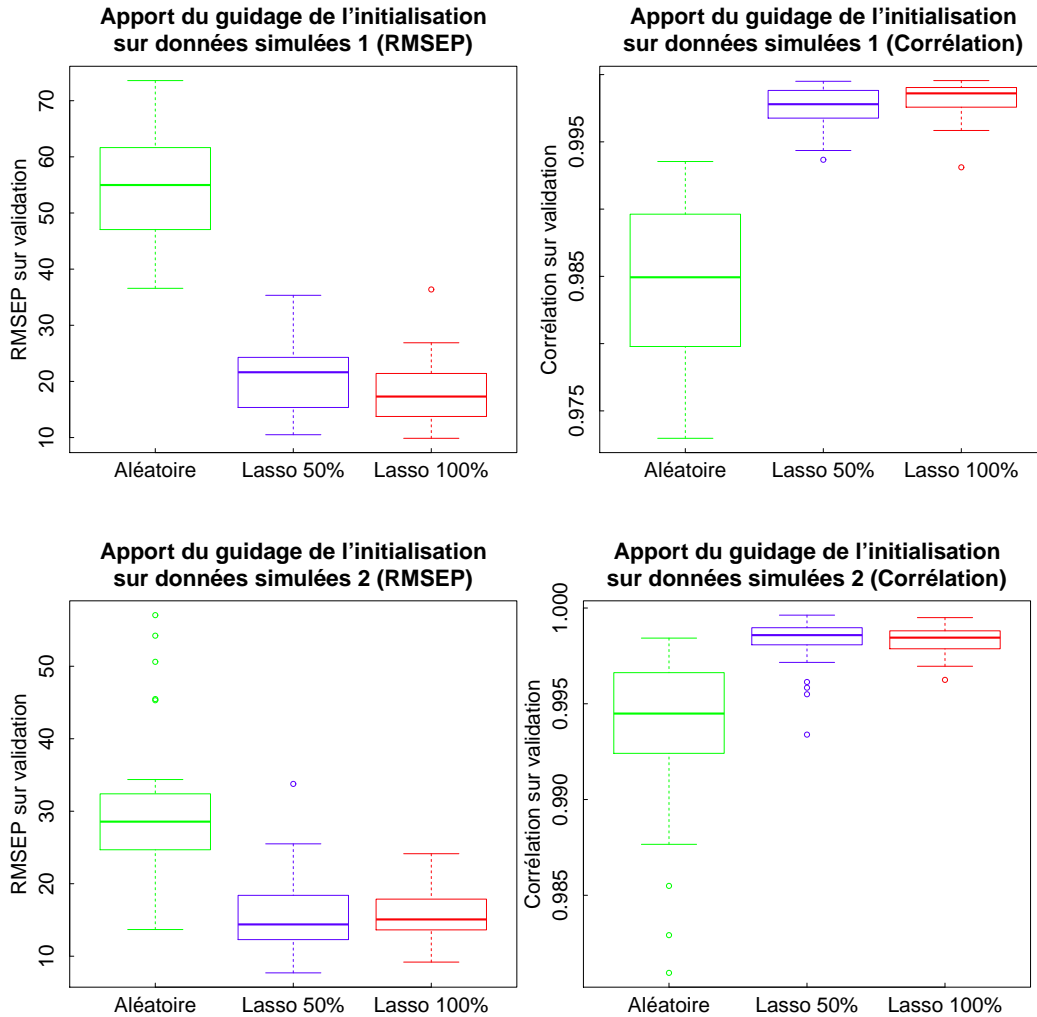 Apport du guidage de l'initialisation
sur données simulées 1 (RMSEP)
RMSEP sur validation
70
60
50
40
30
20
10
Aléatoire Lasso 50% Lasso 100%
Apport du guidage de l'initialisation
sur données simulées 1 (Corrélation)
Corrélation sur validation
0.995
0.985
0.975
Aléatoire Lasso 50% Lasso 100%
Apport du guidage de l'initialisation
sur données simulées 2 (RMSEP)
RMSEP sur validation
50
40
30
20
10
Aléatoire Lasso 50% Lasso 100%
Apport du guidage de l'initialisation
sur données simulées 2 (Corrélation)
Corrélation sur validation
1.000
0.995
0.990
0.985
Aléatoire Lasso 50% Lasso 100%